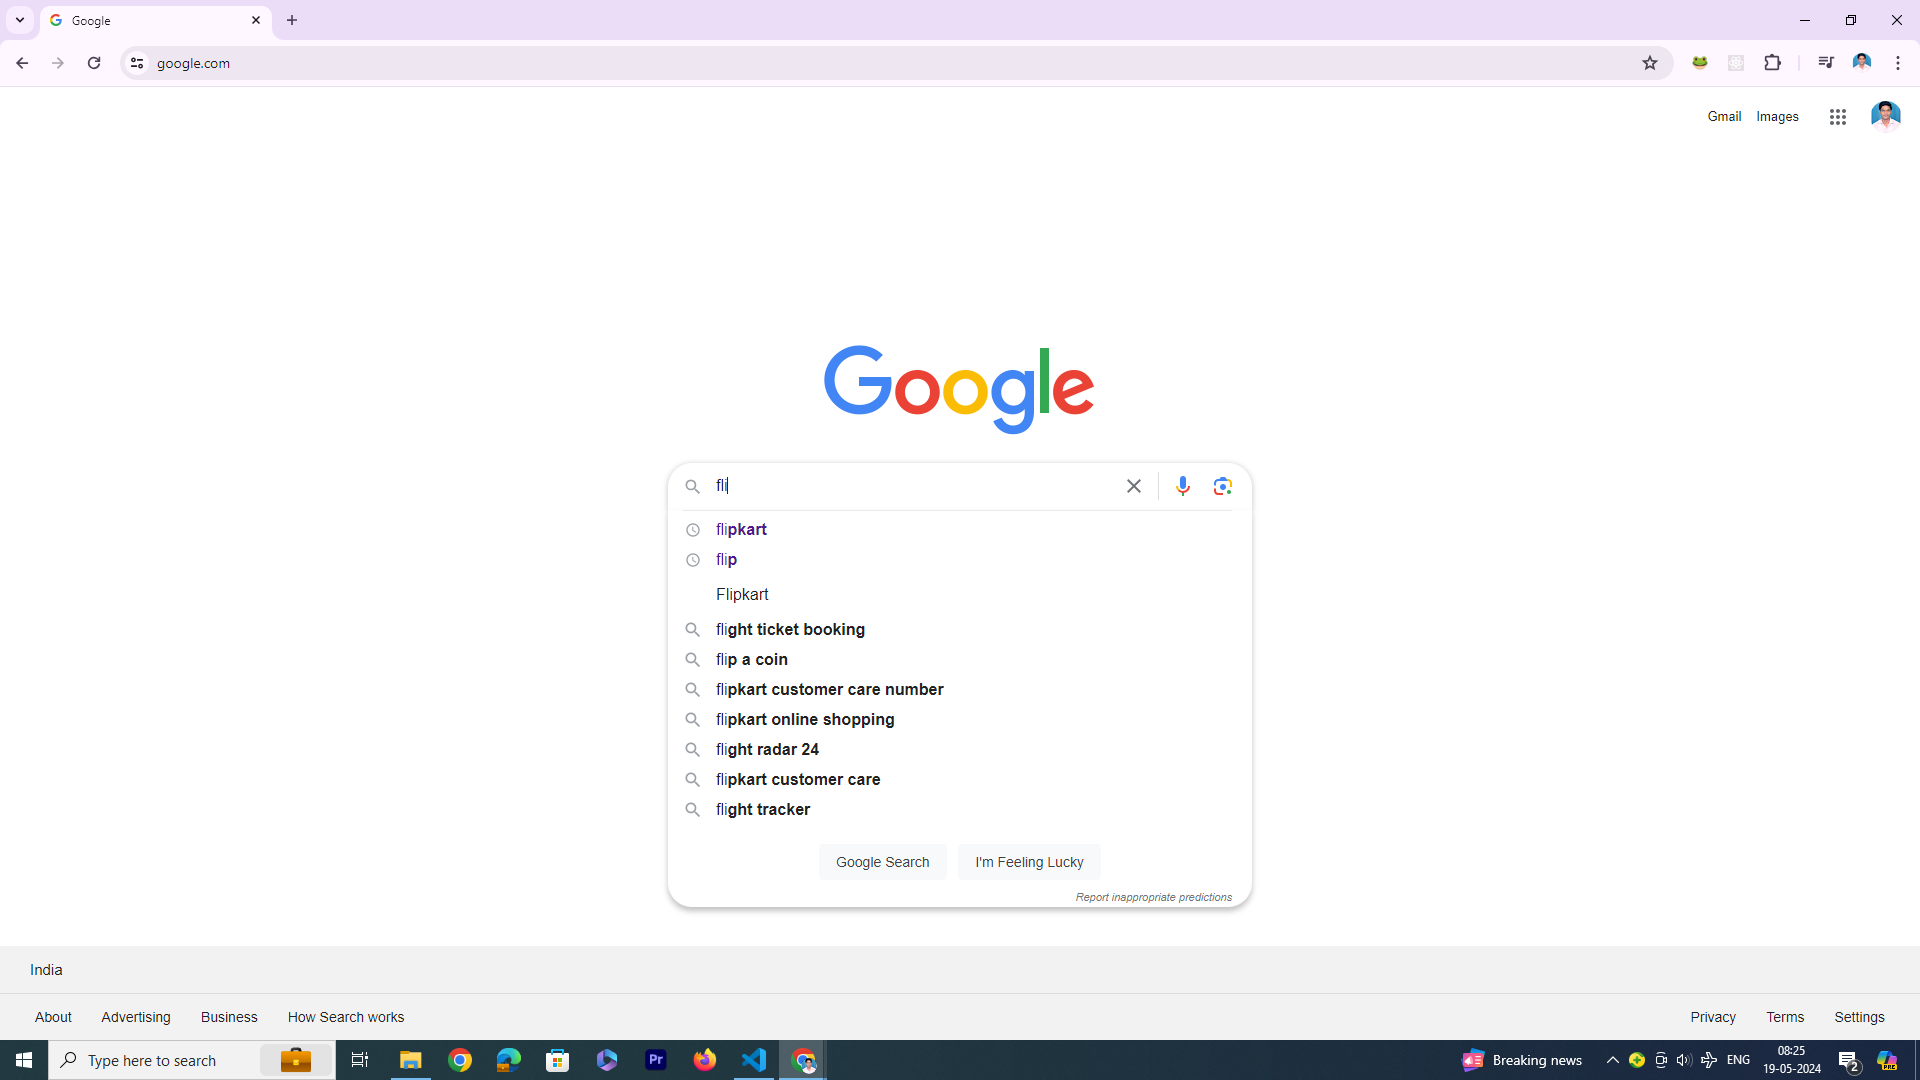 Google
google.com
Gmail Images
Google
fli
flipkart
flip
Flipkart
flight ticket booking
flip a coin
flipkart customer care number
flipkart online shopping
flight radar 24
flipkart customer care
flight tracker
Google Search I'm Feeling Lucky
Report inappropriate predictions
India
About Advertising Business How Search works Privacy Terms Settings
Type here to search Pr Breaking news ENG 08:25
19-05-2024 2 PRE